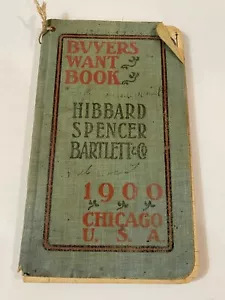 BUYERS
WANT
BOOK
HIBBARD
SPENCER
BARTLETT & CO
1900
CHICAGO
U.S.A.